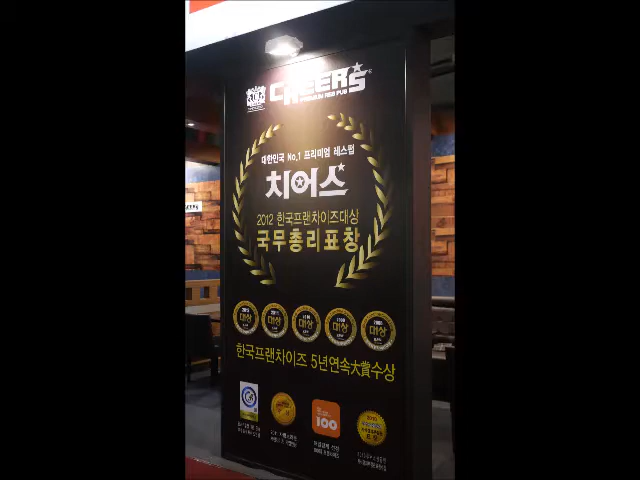 CHEER'S
PREMIUM RES PUB
대한민국 No.1 프리미엄 레스펍
치어스
2012 한국프랜차이즈대상
국무총리표창
대상 대상 대상 대상 대상
한국프랜차이즈 5년연속大賞수상
100